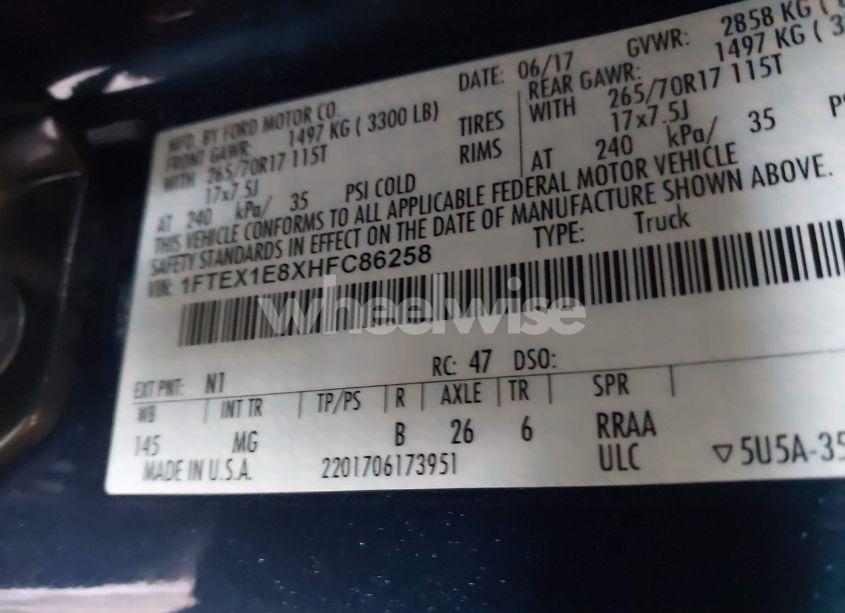 MFD. BY FORD MOTOR CO. DATE: 06/17 GVWR: 2858 KG (
FRONT GAWR: 1497 KG ( 3300 LB) REAR GAWR: 1497 KG ( 3
WITH 265/70R17 115T TIRES WITH 265/70R17 115T
17x7.5J RIMS 17x7.5J
AT 240 kPa/ 35 PSI COLD AT 240 kPa/ 35
THIS VEHICLE CONFORMS TO ALL APPLICABLE FEDERAL MOTOR VEHICLE
SAFETY STANDARDS IN EFFECT ON THE DATE OF MANUFACTURE SHOWN ABOVE.
VIN: 1FTEX1E8XHFC86258 TYPE: Truck
wheelwise
EXT PNT: N1 RC: 47 DSO:
WB INT TR TP/PS R AXLE TR SPR
145 MG B 26 6 RRAA
MADE IN U.S.A. 2201706173951 ULC ▽5U5A-35